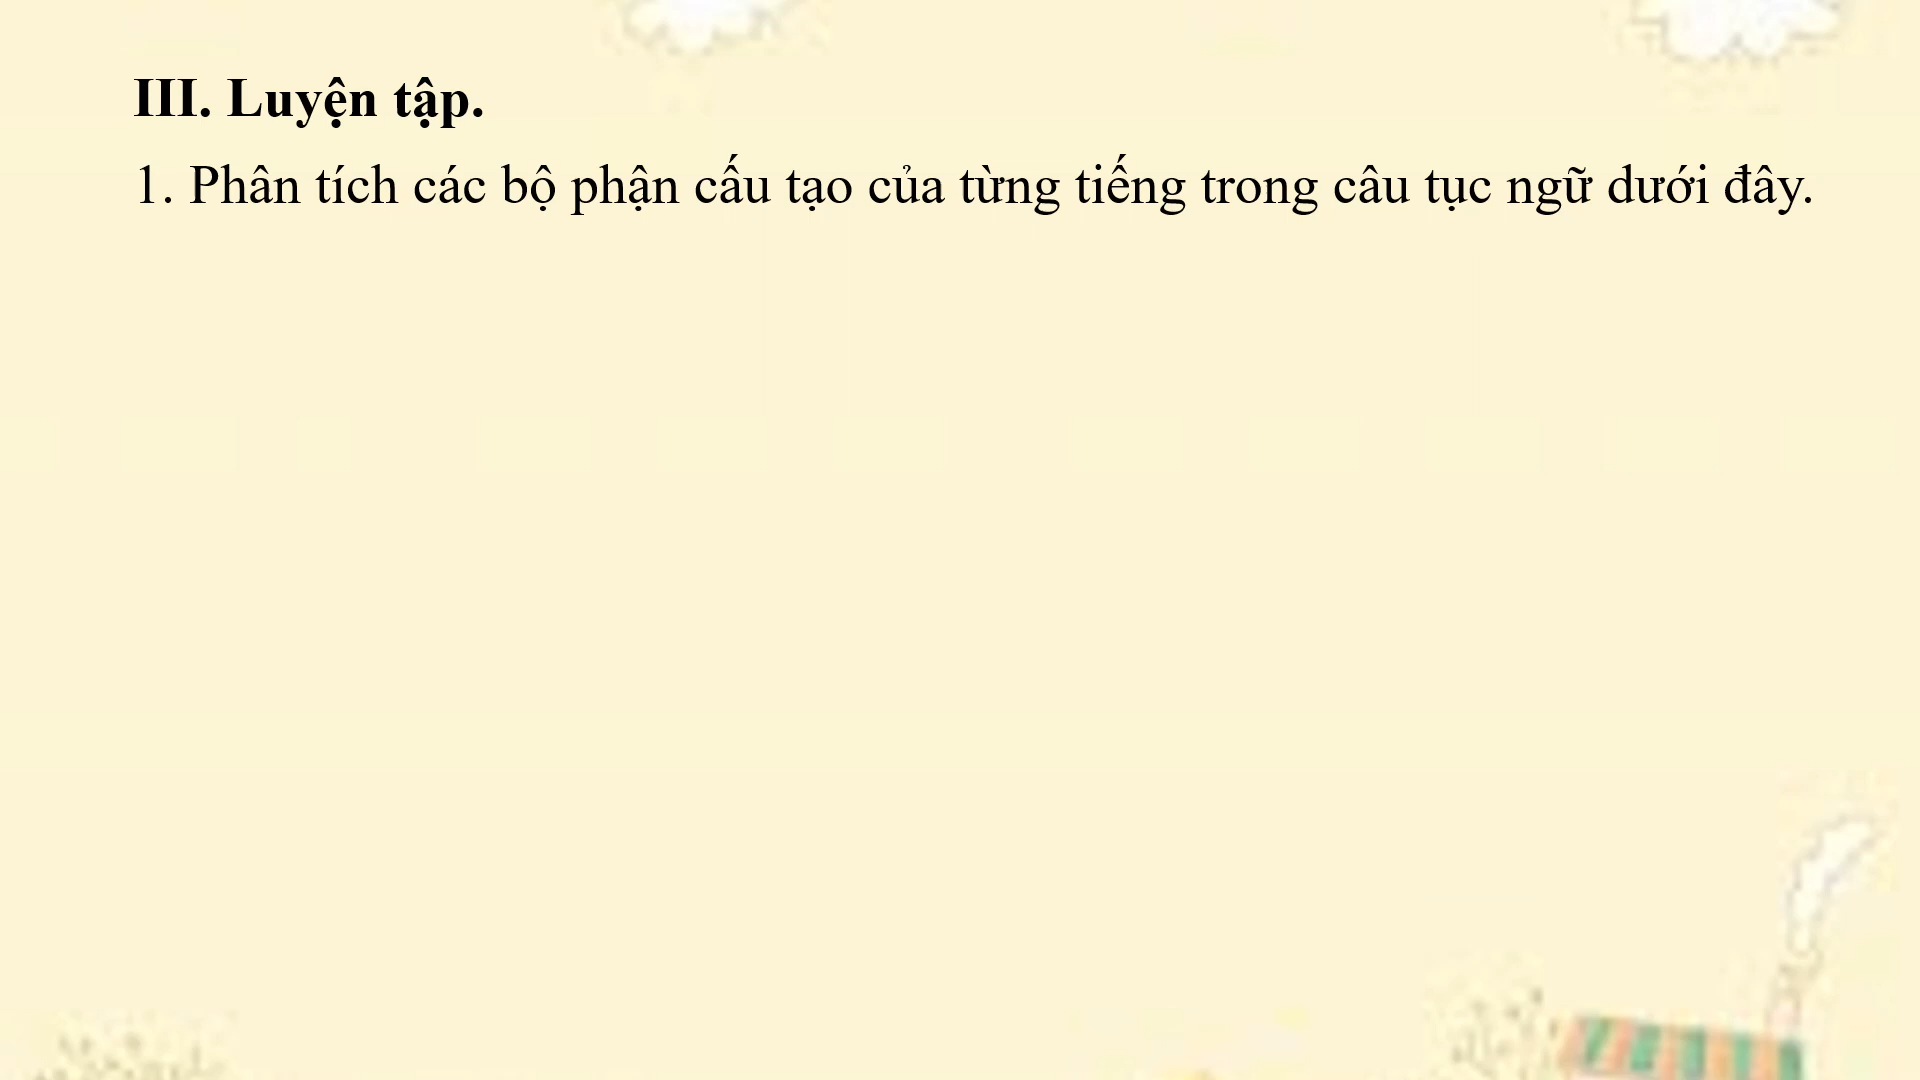 III. Luyện tập.
1. Phân tích các bộ phận cấu tạo của từng tiếng trong câu tục ngữ dưới đây.